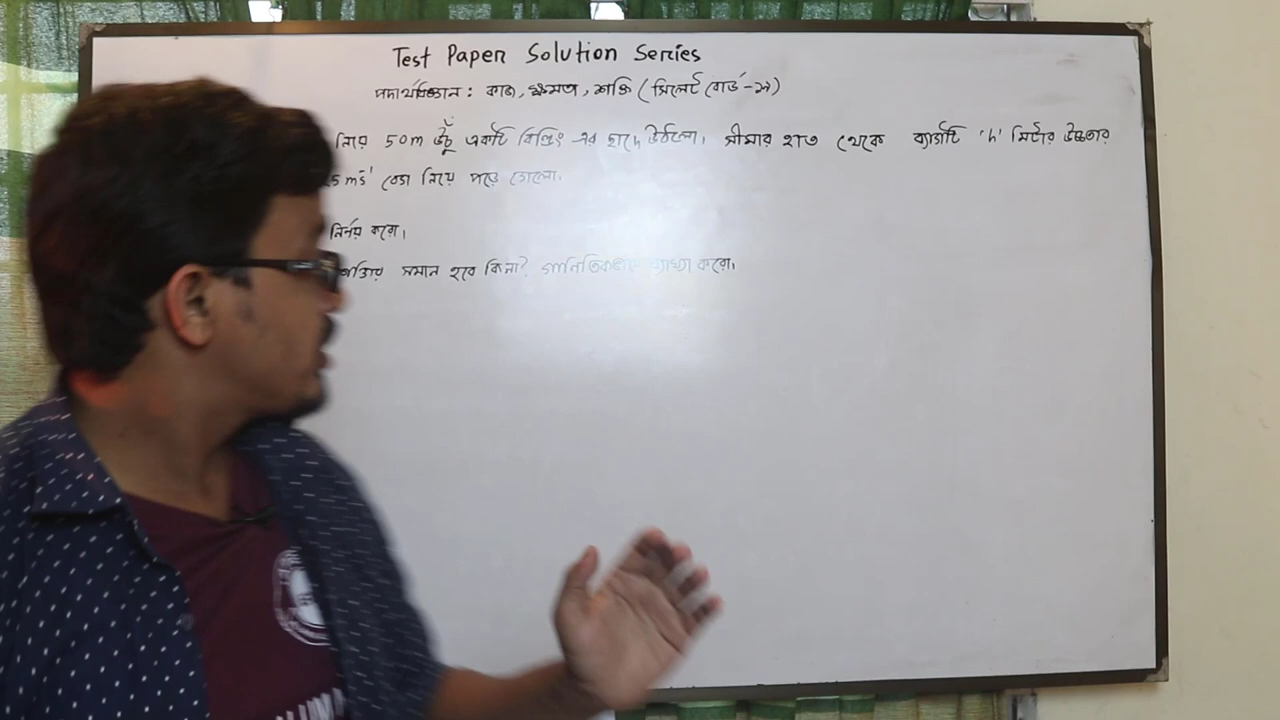 Test Paper Solution Series
পদার্থবিজ্ঞান : কাজ, ক্ষমতা, শক্তি (সিলেট বোর্ড -১৯)
নিয়ে 50m উঁচু একটি বিল্ডিং এর ছাদে উঠলো। সীমার হাত থেকে ব্যাগটি 'h' মিটার উচ্চতার
5 ms⁻¹ বেগ নিয়ে পড়ে গেলো।
নির্ণয় করো।
শক্তির সমান হবে কিনা? গানিতিকভাবে ব্যাখ্যা করো।